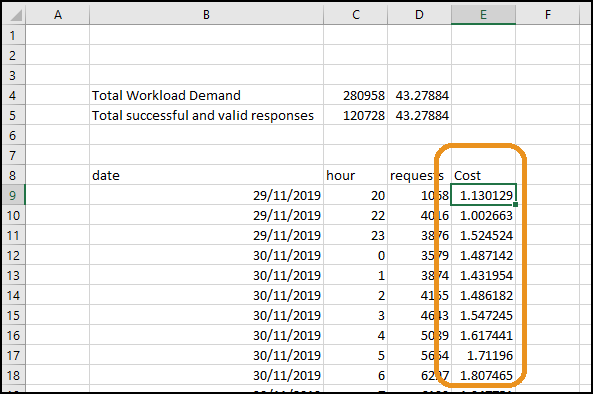 A B C D E F
1
2
3
4 Total Workload Demand 280958 43.27884
5 Total successful and valid responses 120728 43.27884
6
7
8 date hour requests Cost
9 29/11/2019 20 1068 1.130129
10 29/11/2019 22 4016 1.002663
11 29/11/2019 23 3876 1.524524
12 30/11/2019 0 3579 1.487142
13 30/11/2019 1 3874 1.431954
14 30/11/2019 2 1.486182
15 30/11/2019 3 4643 1.547245
16 30/11/2019 4 1.617441
17 30/11/2019 5 1.71196
18 30/11/2019 6 1.807465